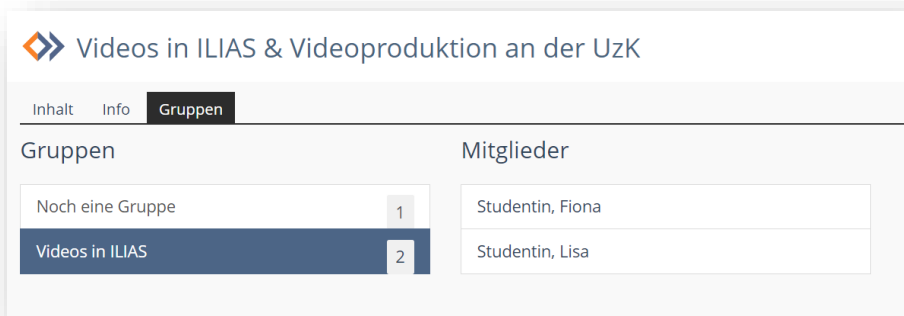 Videos in ILIAS & Videoproduktion an der UzK
Inhalt Info Gruppen
Gruppen
Noch eine Gruppe 1
Videos in ILIAS 2
Mitglieder
Studentin, Fiona
Studentin, Lisa